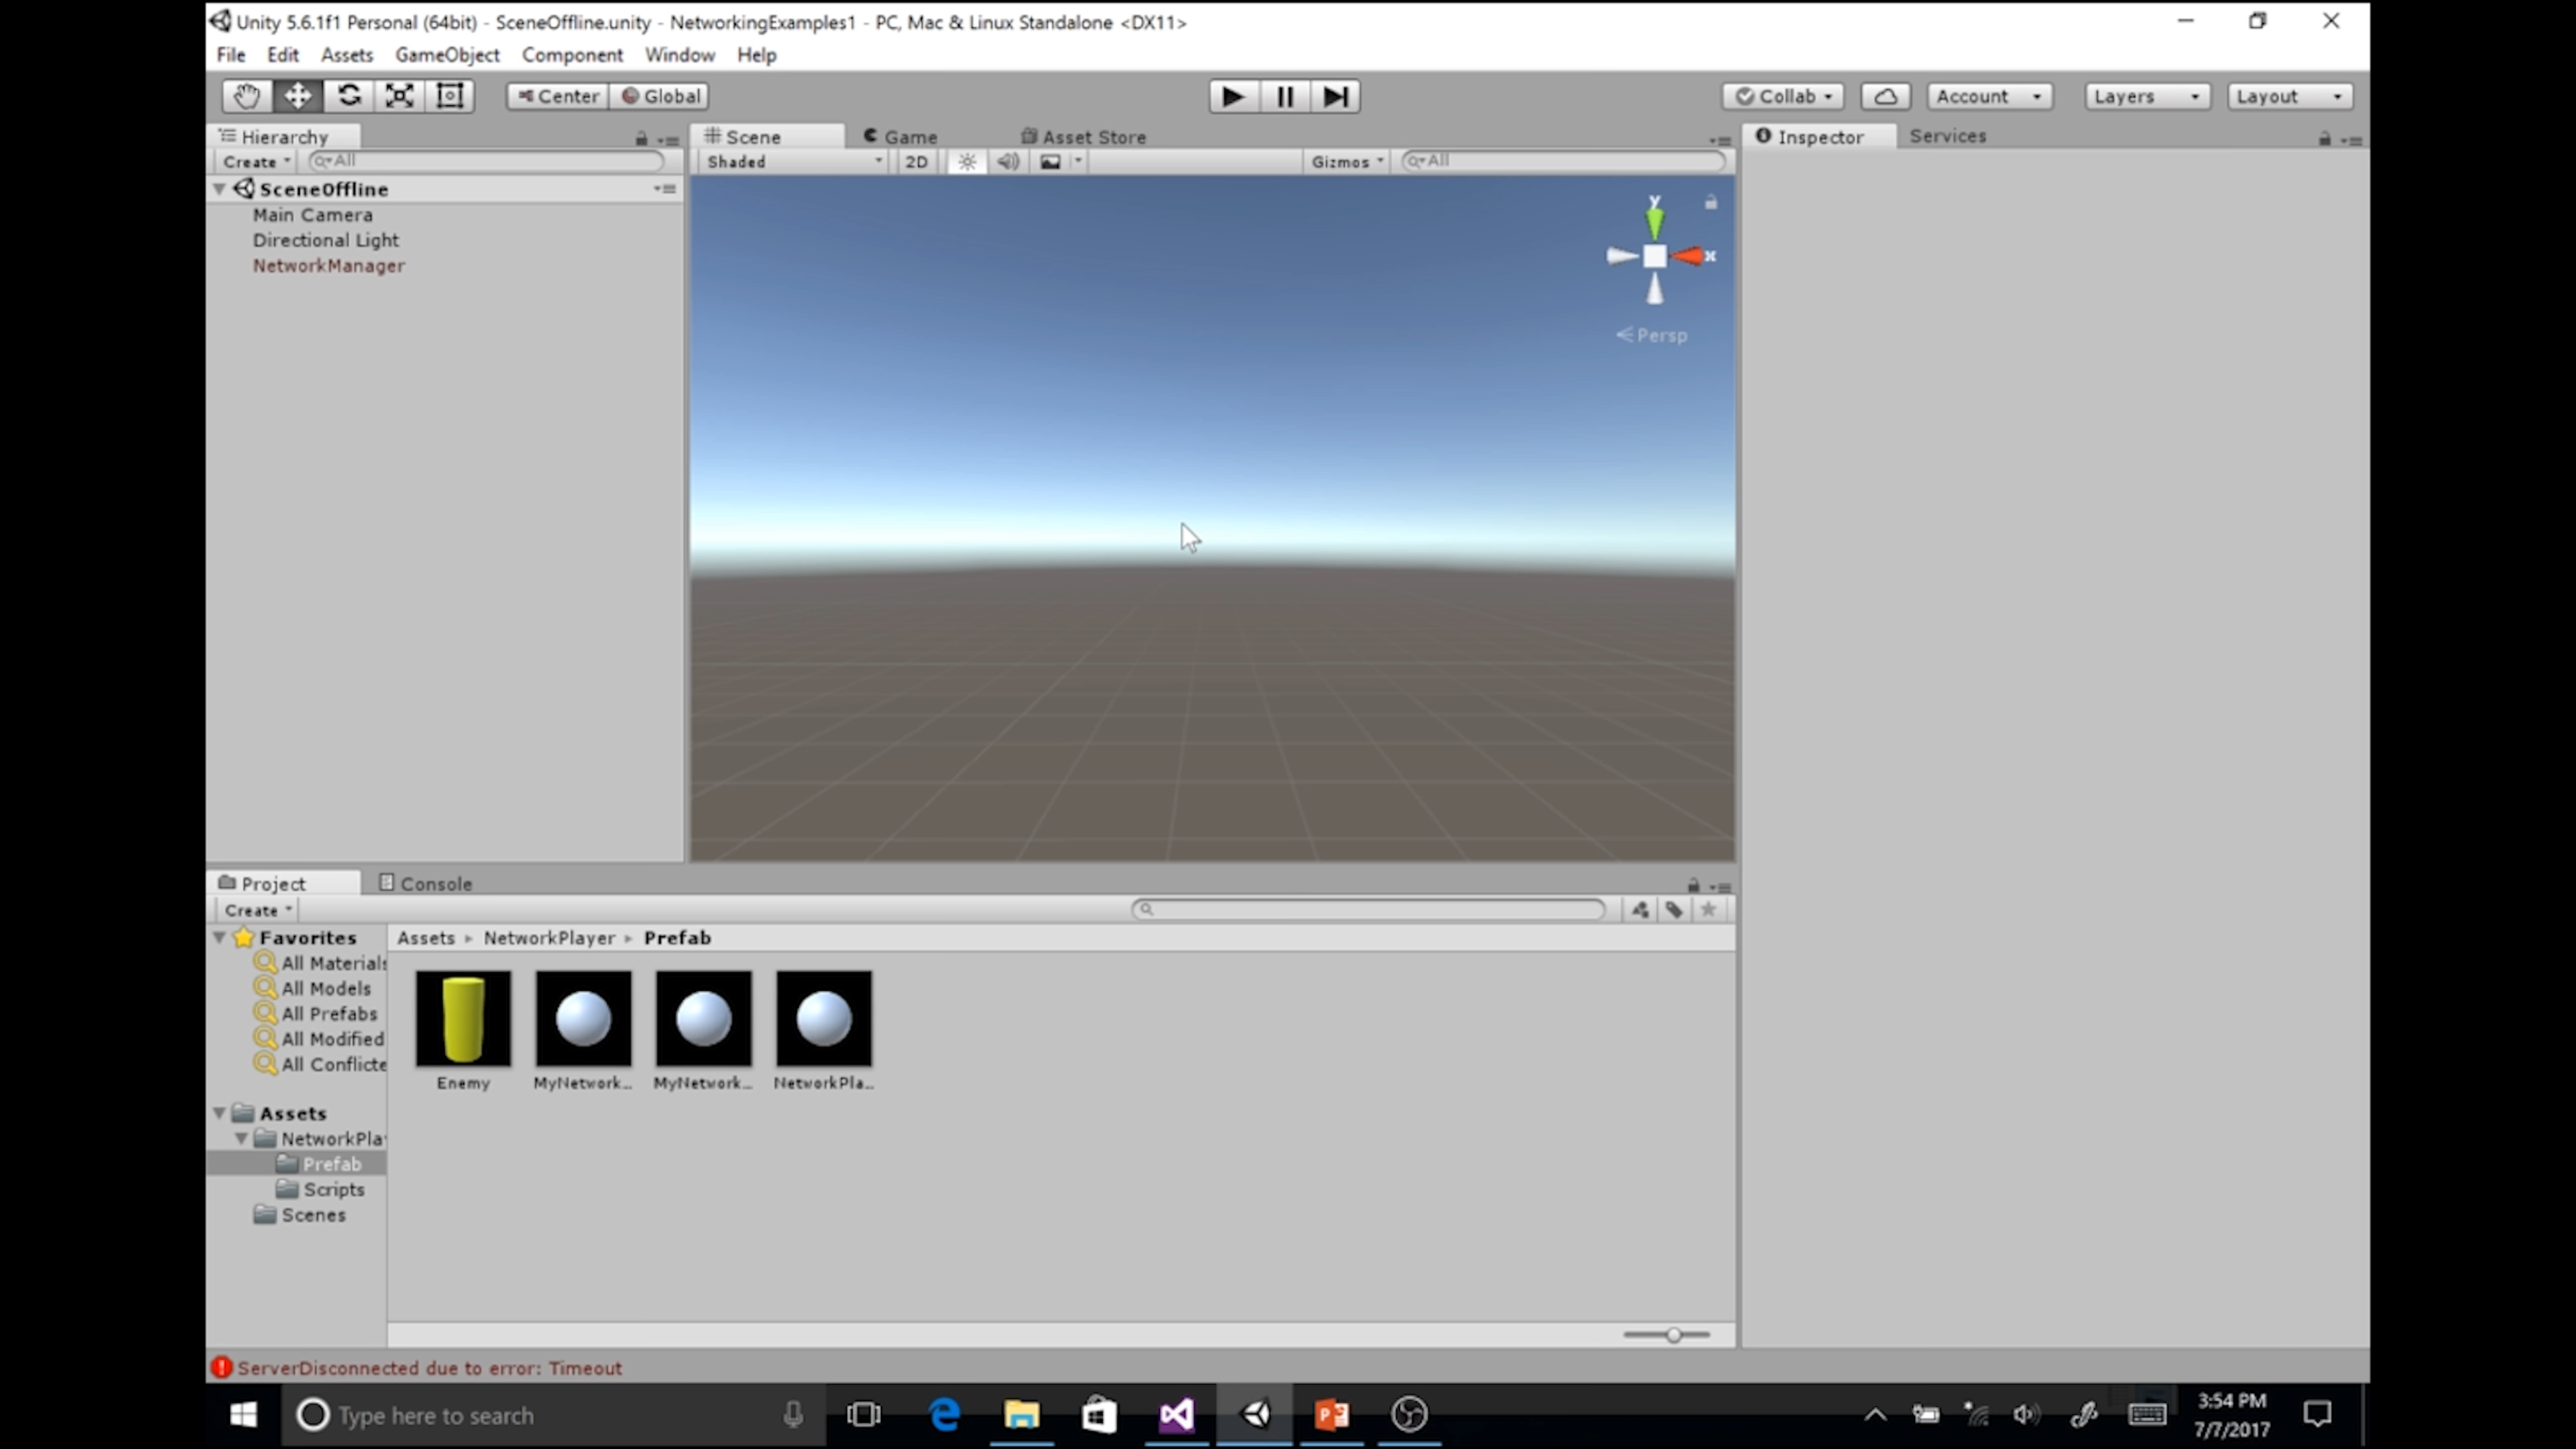 Unity 5.6.1f1 Personal (64bit) - SceneOffline.unity - NetworkingExamples1 - PC, Mac & Linux Standalone <DX11>
File Edit Assets GameObject Component Window Help
Center Global Collab Account Layers Layout
Hierarchy Scene Game Asset Store Inspector Services
Create All Shaded 2D Gizmos All
SceneOffline
Main Camera
Directional Light
NetworkManager
y
x
Persp
Project Console
Create
Favorites
All Materials
All Models
All Prefabs
All Modified
All Conflicte
Assets
NetworkPla
Prefab
Scripts
Scenes
Assets NetworkPlayer Prefab
Enemy MyNetwork... MyNetwork... NetworkPla...
ServerDisconnected due to error: Timeout
Type here to search
3:54 PM
7/7/2017